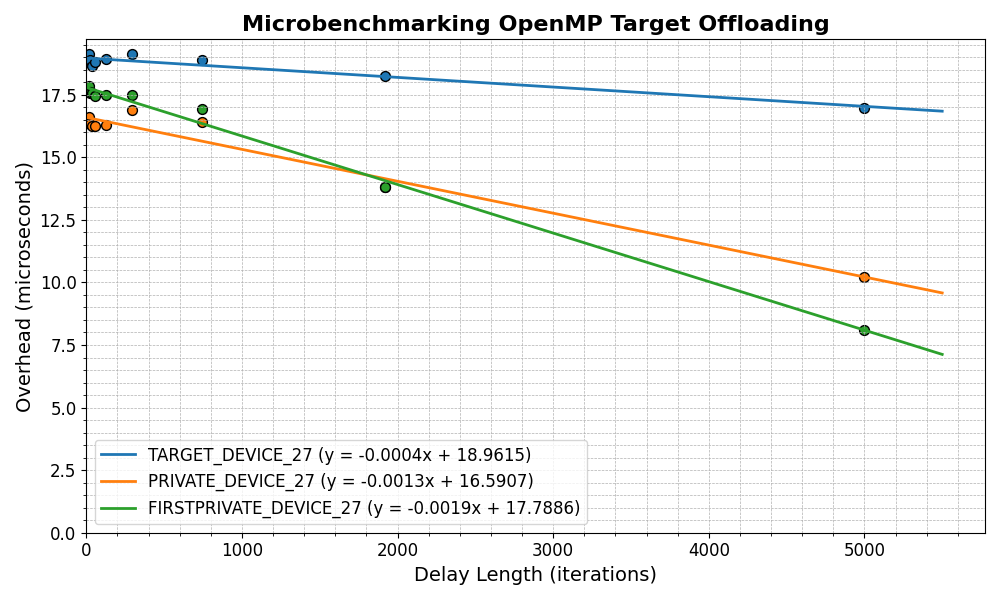 Microbenchmarking OpenMP Target Offloading
Overhead (microseconds)
17.5
15.0
12.5
10.0
7.5
5.0
2.5
0.0
TARGET_DEVICE_27 (y = -0.0004x + 18.9615)
PRIVATE_DEVICE_27 (y = -0.0013x + 16.5907)
FIRSTPRIVATE_DEVICE_27 (y = -0.0019x + 17.7886)
0 1000 2000 3000 4000 5000
Delay Length (iterations)